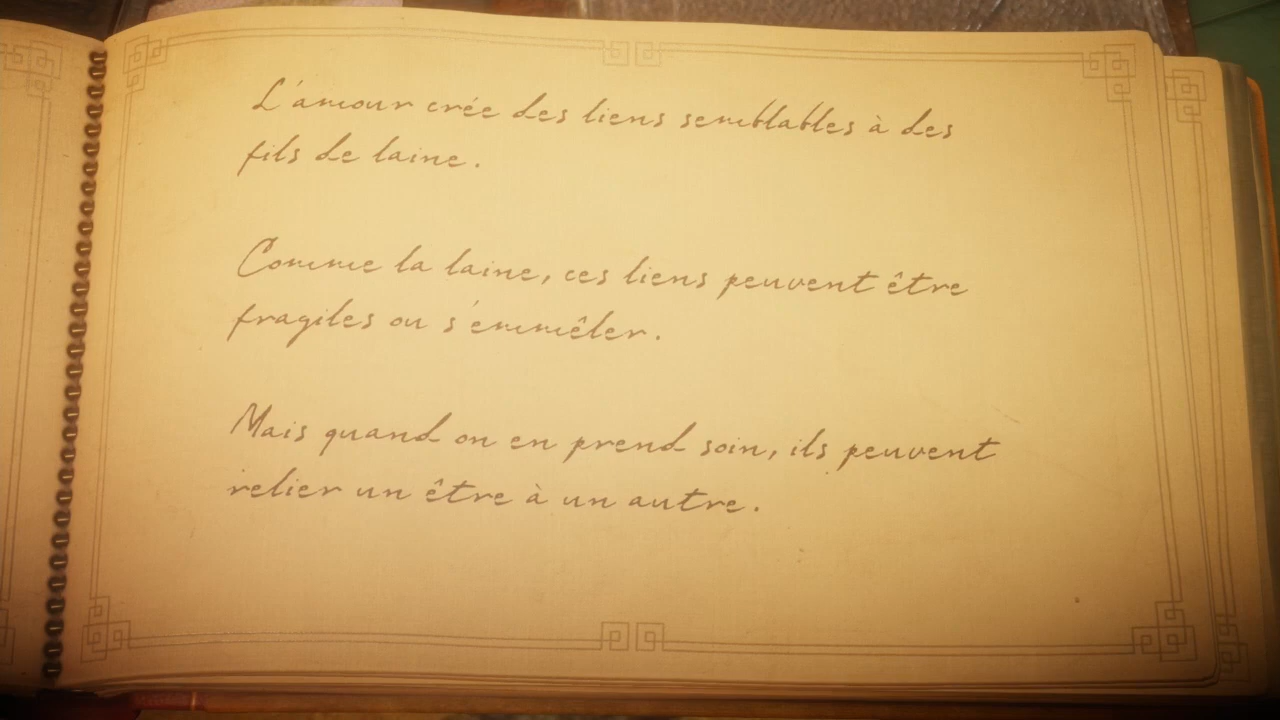 L'amour crée des liens semblables à des
fils de laine.
Comme la laine, ces liens peuvent être
fragiles ou s'emmêler.
Mais quand on en prend soin, ils peuvent
relier un être à un autre.